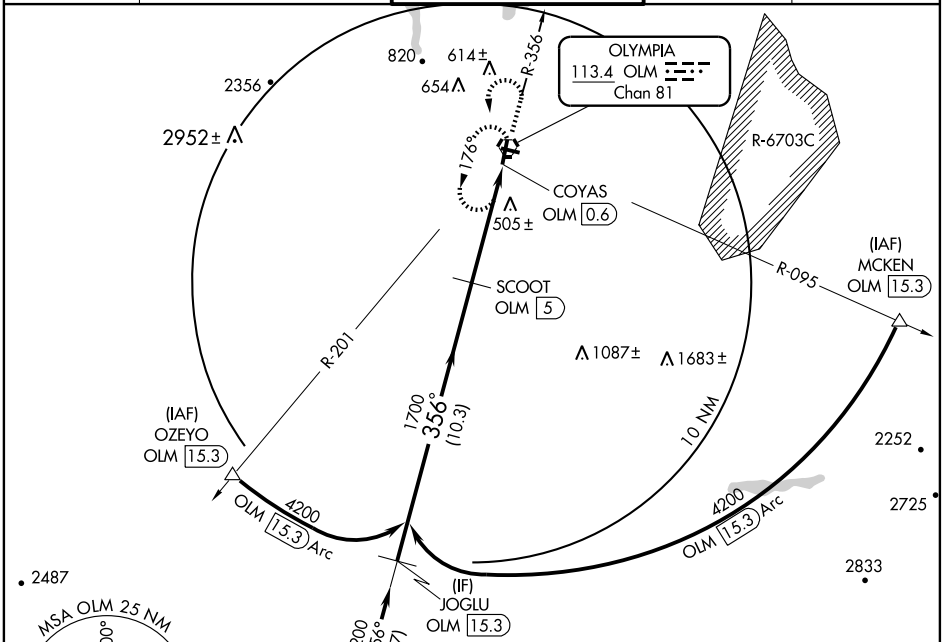 820
614±
654
R-356
OLYMPIA
113.4 OLM
Chan 81
2356
2952±
R-6703C
176°
COYAS
OLM 0.6
505±
(IAF)
MCKEN
OLM 15.3
R-095
SCOOT
OLM 5
R-201
1087±
1683±
1700
356°
(10.3)
10 NM
(IAF)
OZEYO
OLM 15.3
2252
4200
OLM 15.3 Arc
4200
OLM 15.3 Arc
2725
2487
2833
(IF)
JOGLU
OLM 15.3
MSA OLM 25 NM